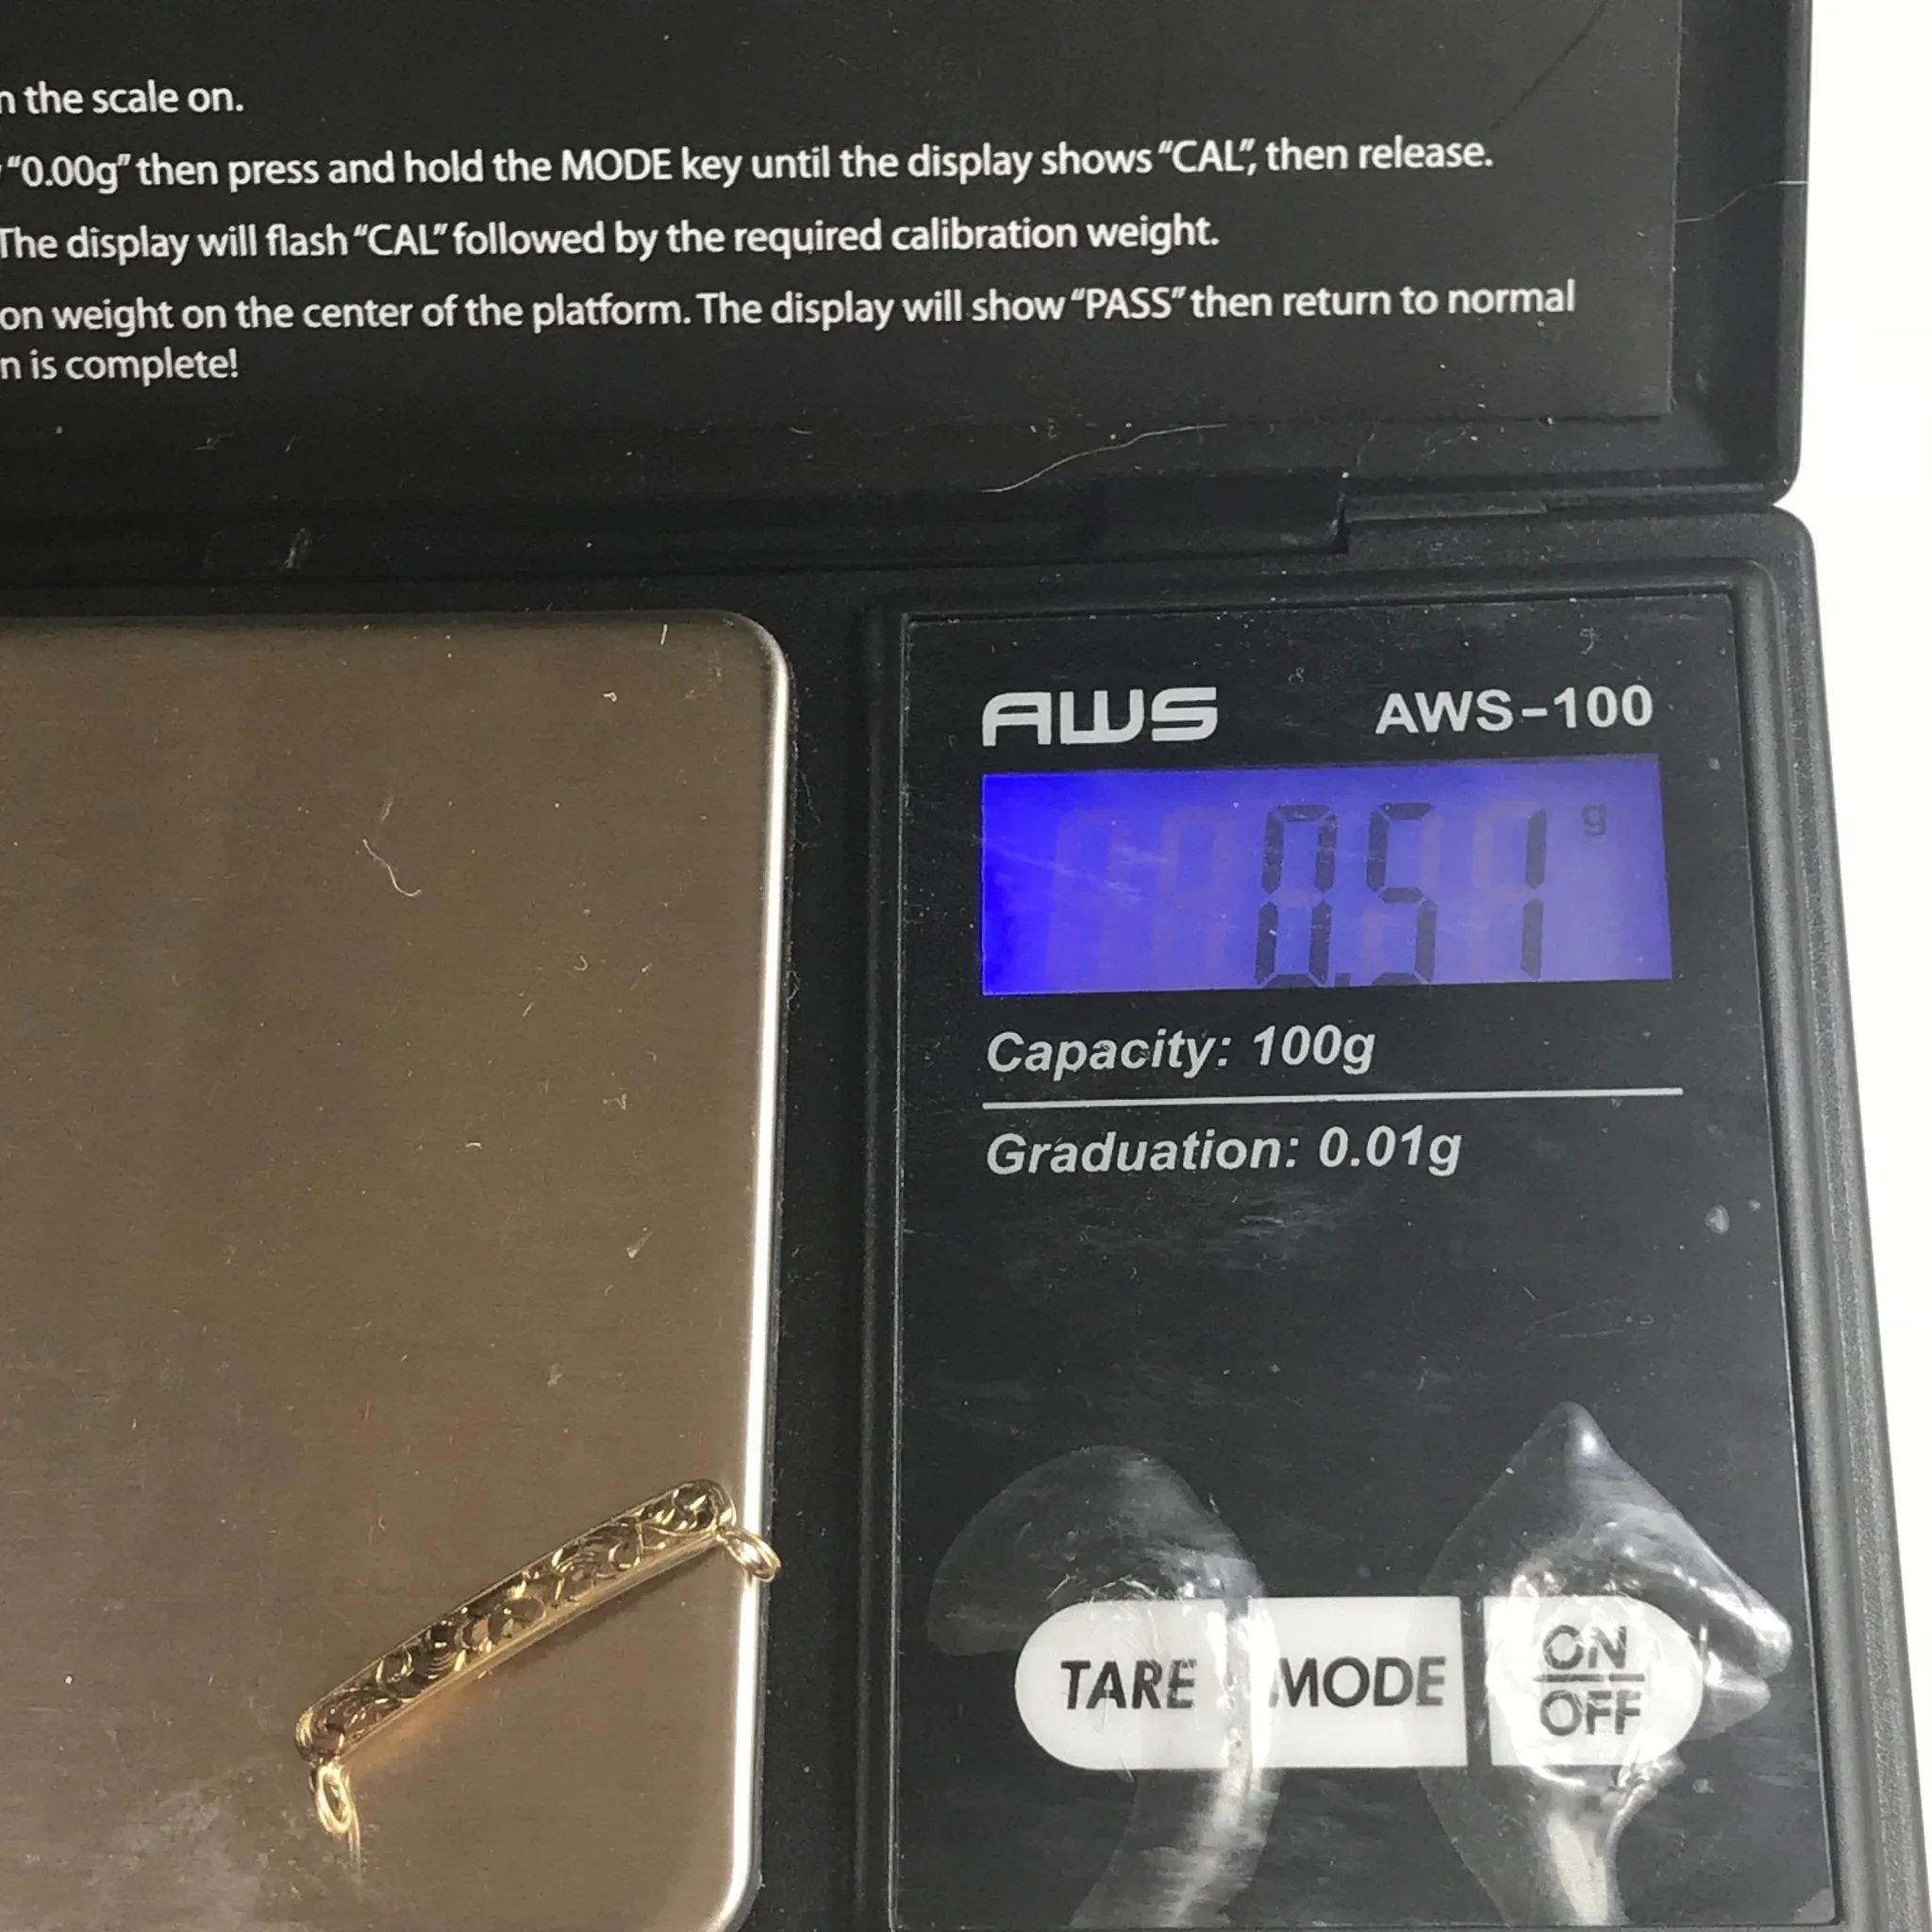 n the scale on.
“0.00g” then press and hold the MODE key until the display shows “CAL”, then release.
The display will flash “CAL” followed by the required calibration weight.
on weight on the center of the platform. The display will show “PASS” then return to normal
n is complete!
AWS AWS-100
0.51 g
Capacity: 100g
Graduation: 0.01g
TARE MODE ON
OFF